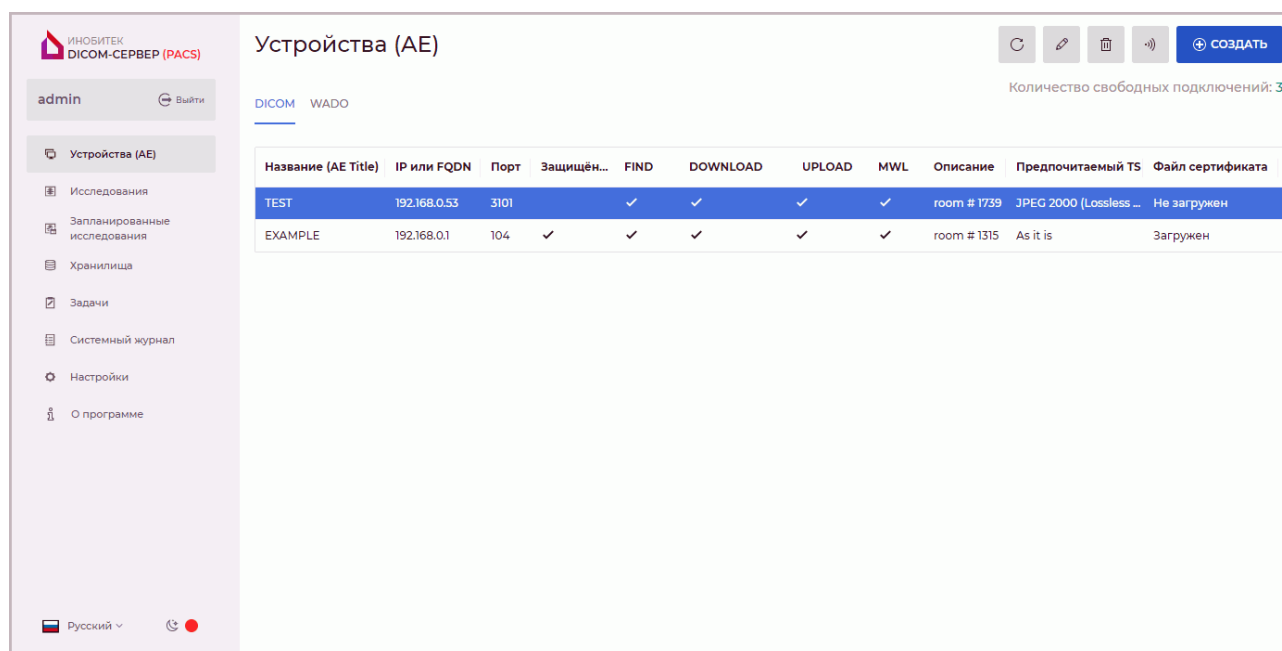 ИНОБИТЕК
DICOM-СЕРВЕР (PACS)
admin
Выйти
Устройства (AE)
Исследования
Запланированные
исследования
Хранилища
Задачи
Системный журнал
Настройки
О программе
Русский
Устройства (AE)
СОЗДАТЬ
Количество свободных подключений: 3
DICOM WADO
Название (AE Title) IP или FQDN Порт Защищён... FIND DOWNLOAD UPLOAD MWL Описание Предпочитаемый TS Файл сертификата
TEST 192.168.0.53 3101 room # 1739 JPEG 2000 (Lossless ... Не загружен
EXAMPLE 192.168.0.1 104 room # 1315 As it is Загружен